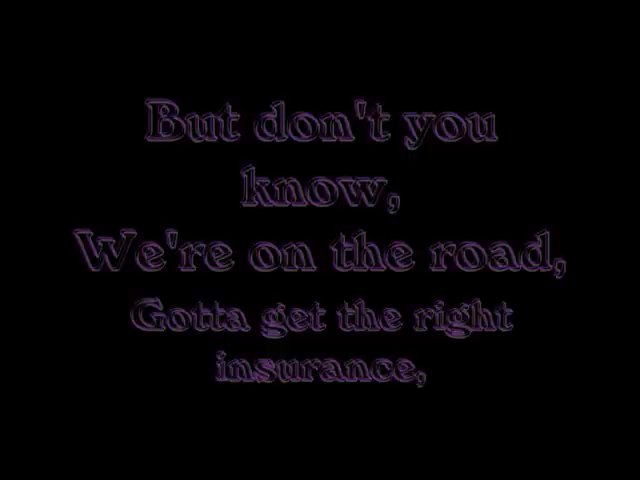 But don't you
know,
We're on the road,
Gotta get the right
insurance,